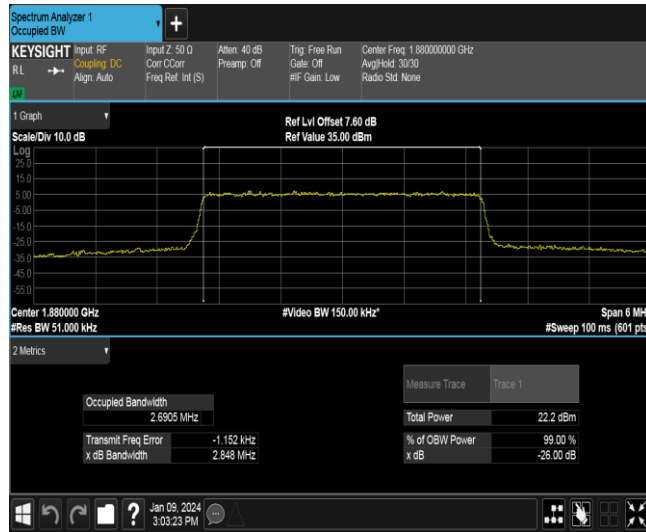 Spectrum Analyzer 1
Occupied BW
+
KEYSIGHT Input: RF Input Z: 50 Ω Atten: 40 dB Trig: Free Run Center Freq: 1.880000000 GHz
RL Coupling: DC Corr CCorr Preamp: Off Gate: Off Avg|Hold: 30/30
Align: Auto Freq Ref: Int (S) #IF Gain: Low Radio Std: None
LXI
1 Graph
Ref Lvl Offset 7.60 dB
Scale/Div 10.0 dB Ref Value 35.00 dBm
Log
25.0
15.0
5.00
-5.00
-15.0
-25.0
-35.0
-45.0
-55.0
Center 1.880000 GHz #Video BW 150.00 kHz* Span 6 MH
#Res BW 51.000 kHz #Sweep 100 ms (601 pts
2 Metrics
Measure Trace Trace 1
Occupied Bandwidth
2.6905 MHz
Total Power 22.2 dBm
Transmit Freq Error -1.152 kHz % of OBW Power 99.00 %
x dB Bandwidth 2.848 MHz x dB -26.00 dB
? Jan 09, 2024
3:03:23 PM